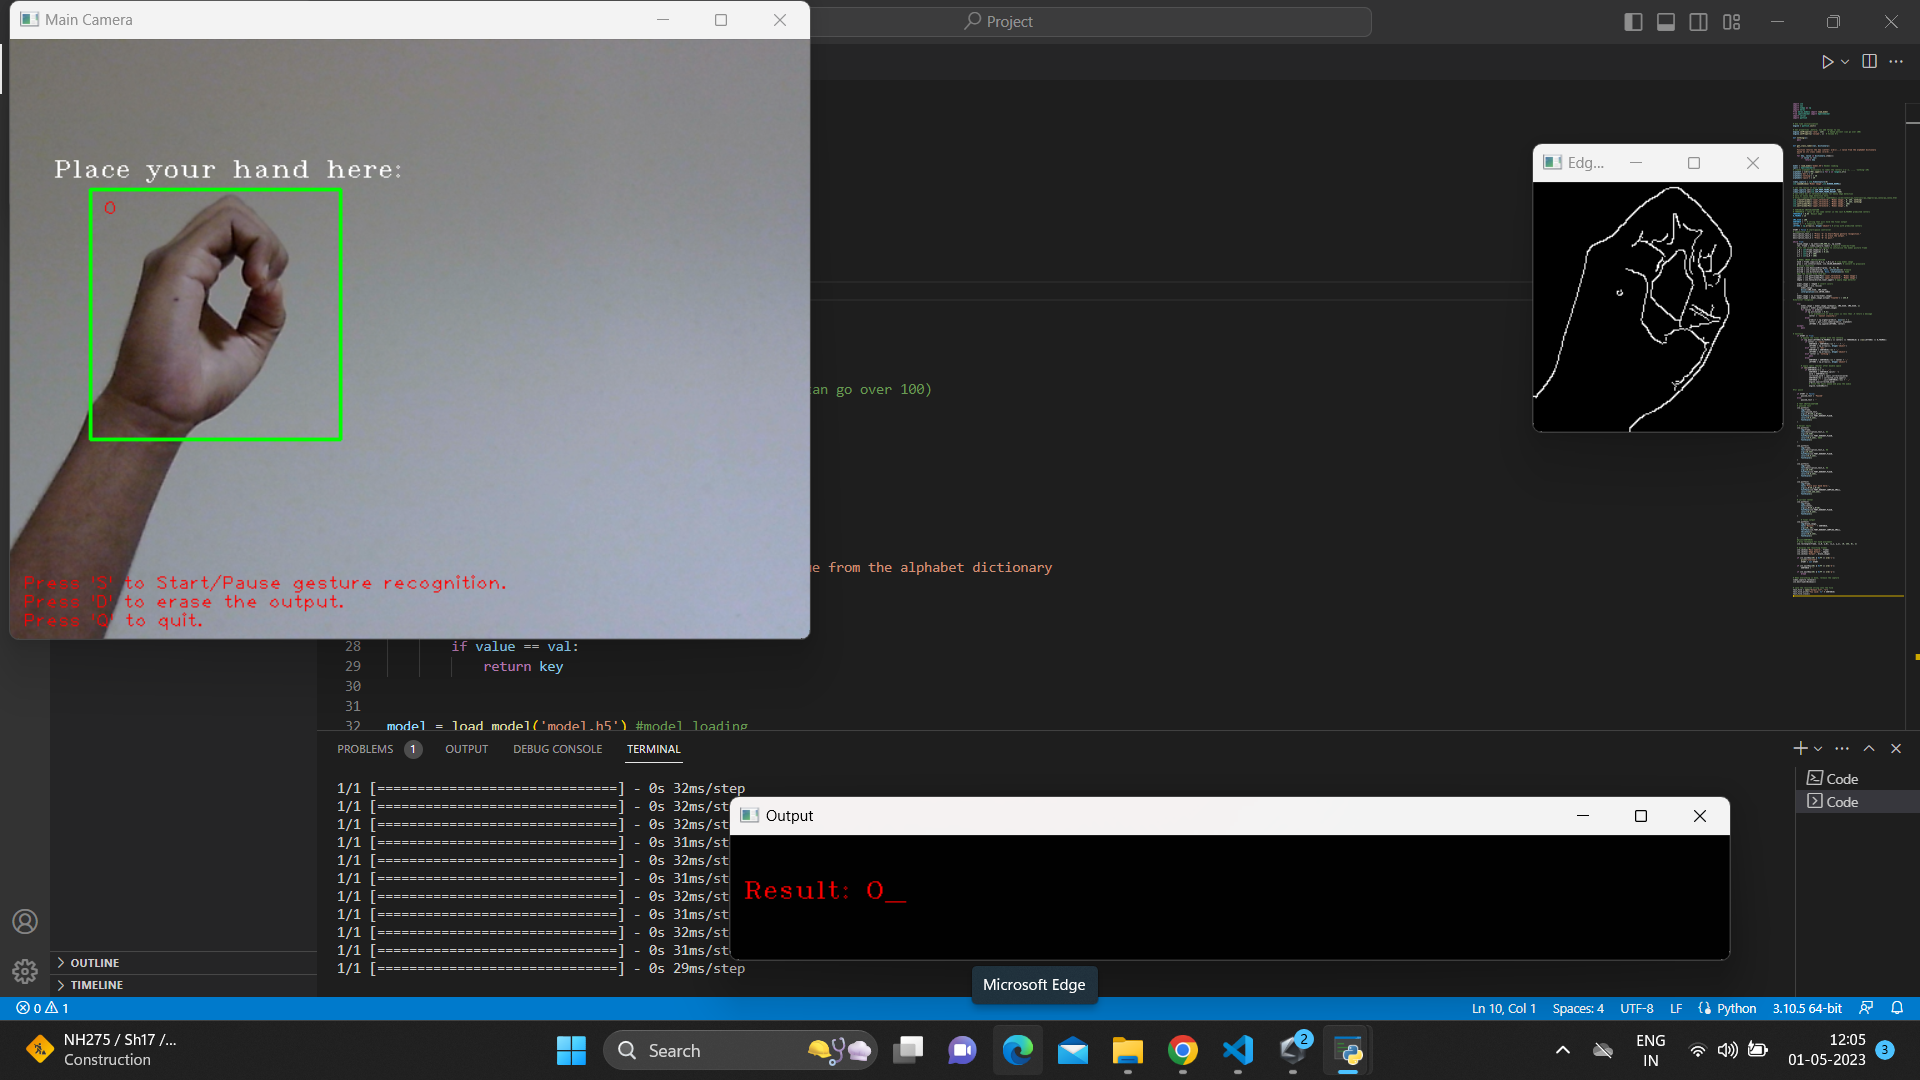 Main Camera
Project
Place your hand here:
O
Edg...
an go over 100)
e from the alphabet dictionary
Press 'S' to Start/Pause gesture recognition.
Press 'D' to erase the output.
Press 'Q' to quit.
28 if value == val:
29 return key
30
31
32 model = load_model('model.h5') #model loading
PROBLEMS 1 OUTPUT DEBUG CONSOLE TERMINAL
Code
Code
1/1 [==============================] - 0s 32ms/step
1/1 [==============================] - 0s 32ms/st
1/1 [==============================] - 0s 32ms/st
1/1 [==============================] - 0s 31ms/st
1/1 [==============================] - 0s 32ms/st
1/1 [==============================] - 0s 31ms/st
1/1 [==============================] - 0s 32ms/st
1/1 [==============================] - 0s 31ms/st
1/1 [==============================] - 0s 32ms/st
1/1 [==============================] - 0s 31ms/st
1/1 [==============================] - 0s 29ms/step
Output
Result: O_
OUTLINE
TIMELINE
Microsoft Edge
0 1
Ln 10, Col 1 Spaces: 4 UTF-8 LF Python 3.10.5 64-bit
NH275 / Sh17 /...
Construction
Search
2
ENG
IN
12:05
01-05-2023
3